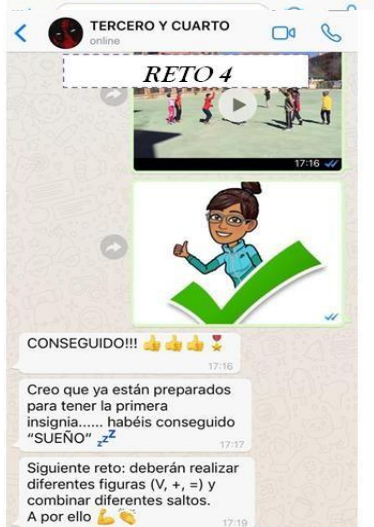 TERCERO Y CUARTO
online
RETO 4
17:16
CONSEGUIDO!!! 👍👍👍🎖
17:16
Creo que ya están preparados
para tener la primera
insignia...... habéis conseguido
“SUEÑO” 💤
17:17
Siguiente reto: deberán realizar
diferentes figuras (V, +, =) y
combinar diferentes saltos.
A por ello 💪👏
17:19